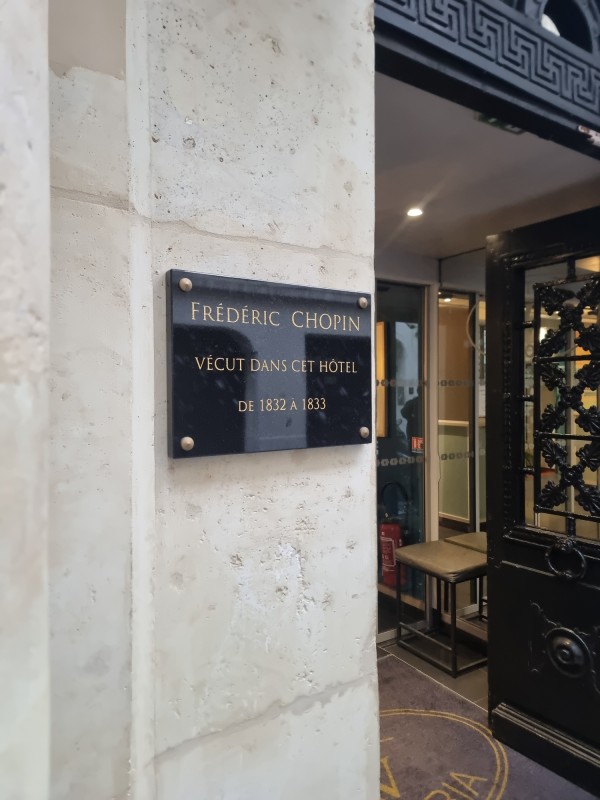 FRÉDÉRIC CHOPIN
VÉCUT DANS CET HÔTEL
DE 1832 À 1833